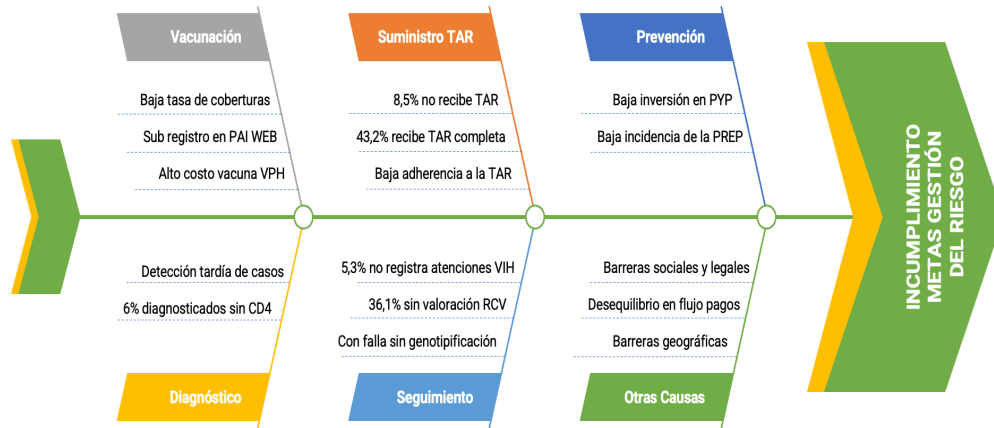 Vacunación
Baja tasa de coberturas
Sub registro en PAI WEB
Alto costo vacuna VPH
Suministro TAR
8,5% no recibe TAR
43,2% recibe TAR completa
Baja adherencia a la TAR
Prevención
Baja inversión en PYP
Baja incidencia de la PREP
Detección tardía de casos
6% diagnosticados sin CD4
Diagnóstico
5,3% no registra atenciones VIH
36,1% sin valoración RCV
Con falla sin genotipificación
Seguimiento
Barreras sociales y legales
Desequilibrio en flujo pagos
Barreras geográficas
Otras Causas
INCUMPLIMIENTO
METAS GESTIÓN
DEL RIESGO